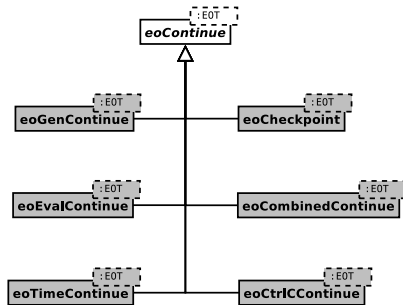 :EOT
eoContinue
:EOT
:EOT
eoGenContinue
eoCheckpoint
:EOT
:EOT
eoEvalContinue
eoCombinedContinue
:EOT
:EOT
eoTimeContinue
eoCtrlCContinue